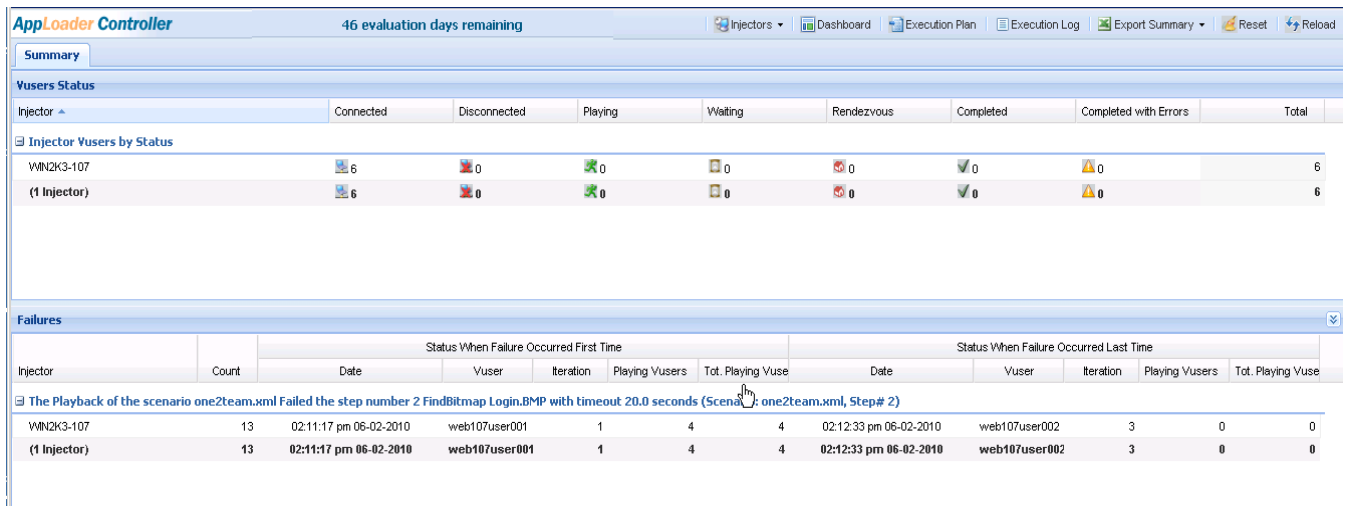 AppLoader Controller 46 evaluation days remaining Injectors Dashboard Execution Plan Execution Log Export Summary Reset Reload
Summary
Vusers Status
Injector Connected Disconnected Playing Waiting Rendezvous Completed Completed with Errors Total
Injector Vusers by Status
WIN2K3-107 6 0 0 0 0 0 0 6
(1 Injector) 6 0 0 0 0 0 0 6
Failures
Status When Failure Occurred First Time Status When Failure Occurred Last Time
Injector Count Date Vuser Iteration Playing Vusers Tot. Playing Vuse Date Vuser Iteration Playing Vusers Tot. Playing Vuse
The Playback of the scenario one2team.xml Failed the step number 2 FindBitmap Login.BMP with timeout 20.0 seconds (Scena : one2team.xml, Step# 2)
WIN2K3-107 13 02:11:17 pm 06-02-2010 web107user001 1 4 4 02:12:33 pm 06-02-2010 web107user002 3 0 0
(1 Injector) 13 02:11:17 pm 06-02-2010 web107user001 1 4 4 02:12:33 pm 06-02-2010 web107user002 3 0 0